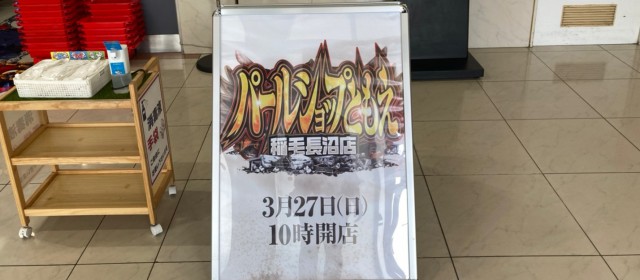 パールショップともえ
稲毛長沼店
3月27日(日)
10時開店